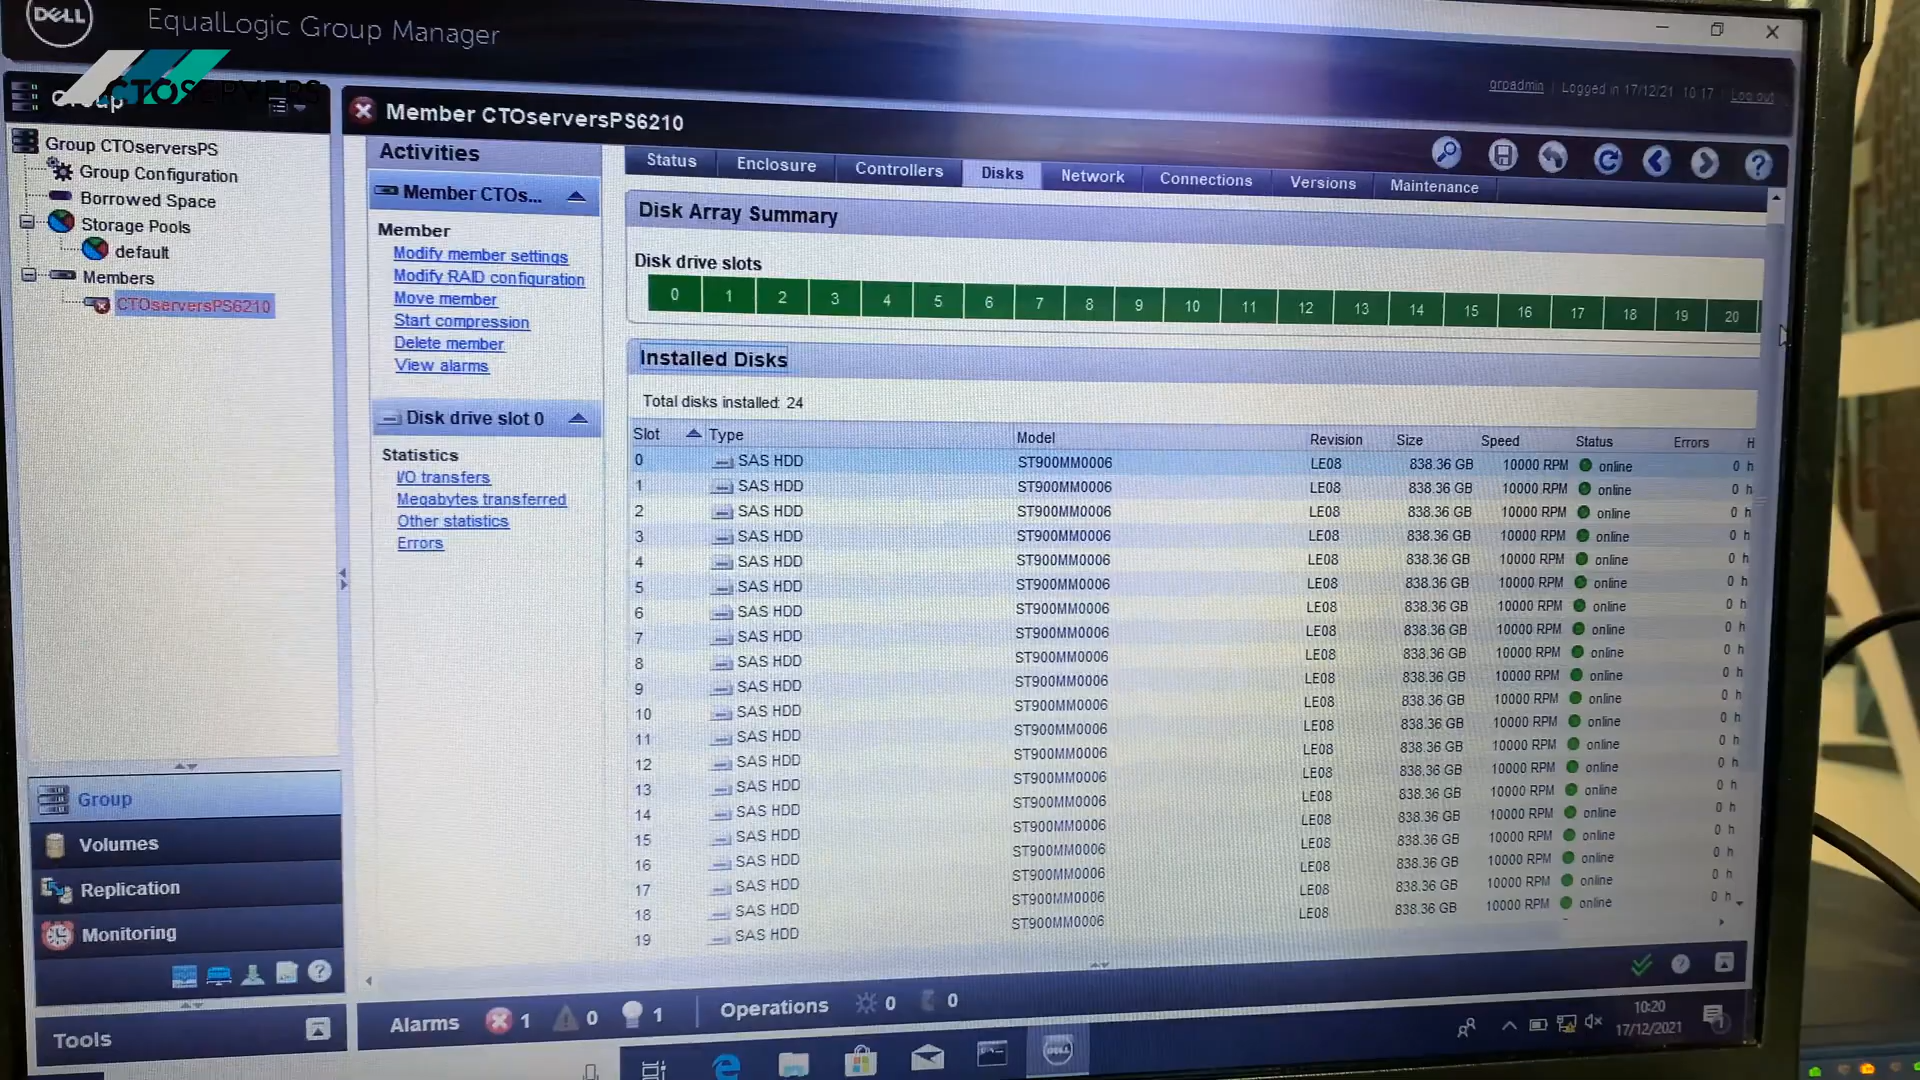 DELL
EqualLogic Group Manager
CTOSERVERS
grpadmin | Logged in 17/12/21 10:17 | Log out
Group
Group CTOserversPS
Group Configuration
Borrowed Space
Storage Pools
default
Members
CTOserversPS6210
Group
Volumes
Replication
Monitoring
Tools
Member CTOserversPS6210
Activities
Member CTOs...
Member
Modify member settings
Modify RAID configuration
Move member
Start compression
Delete member
View alarms
Disk drive slot 0
Statistics
I/O transfers
Megabytes transferred
Other statistics
Errors
Status Enclosure Controllers Disks Network Connections Versions Maintenance
Disk Array Summary
Disk drive slots
0 1 2 3 4 5 6 7 8 9 10 11 12 13 14 15 16 17 18 19 20
Installed Disks
Total disks installed: 24
Slot Type Model Revision Size Speed Status Errors H
0 SAS HDD ST900MM0006 LE08 838.36 GB 10000 RPM online 0 h
1 SAS HDD ST900MM0006 LE08 838.36 GB 10000 RPM online 0 h
2 SAS HDD ST900MM0006 LE08 838.36 GB 10000 RPM online 0 h
3 SAS HDD ST900MM0006 LE08 838.36 GB 10000 RPM online 0 h
4 SAS HDD ST900MM0006 LE08 838.36 GB 10000 RPM online 0 h
5 SAS HDD ST900MM0006 LE08 838.36 GB 10000 RPM online 0 h
6 SAS HDD ST900MM0006 LE08 838.36 GB 10000 RPM online 0 h
7 SAS HDD ST900MM0006 LE08 838.36 GB 10000 RPM online 0 h
8 SAS HDD ST900MM0006 LE08 838.36 GB 10000 RPM online 0 h
9 SAS HDD ST900MM0006 LE08 838.36 GB 10000 RPM online 0 h
10 SAS HDD ST900MM0006 LE08 838.36 GB 10000 RPM online 0 h
11 SAS HDD ST900MM0006 LE08 838.36 GB 10000 RPM online 0 h
12 SAS HDD ST900MM0006 LE08 838.36 GB 10000 RPM online 0 h
13 SAS HDD ST900MM0006 LE08 838.36 GB 10000 RPM online 0 h
14 SAS HDD ST900MM0006 LE08 838.36 GB 10000 RPM online 0 h
15 SAS HDD ST900MM0006 LE08 838.36 GB 10000 RPM online 0 h
16 SAS HDD ST900MM0006 LE08 838.36 GB 10000 RPM online 0 h
17 SAS HDD ST900MM0006 LE08 838.36 GB 10000 RPM online 0 h
18 SAS HDD ST900MM0006 LE08 838.36 GB 10000 RPM online 0 h
19 SAS HDD ST900MM0006 LE08 838.36 GB 10000 RPM online 0 h
Alarms 1 0 1 Operations 0 0
10:20
17/12/2021
DELL